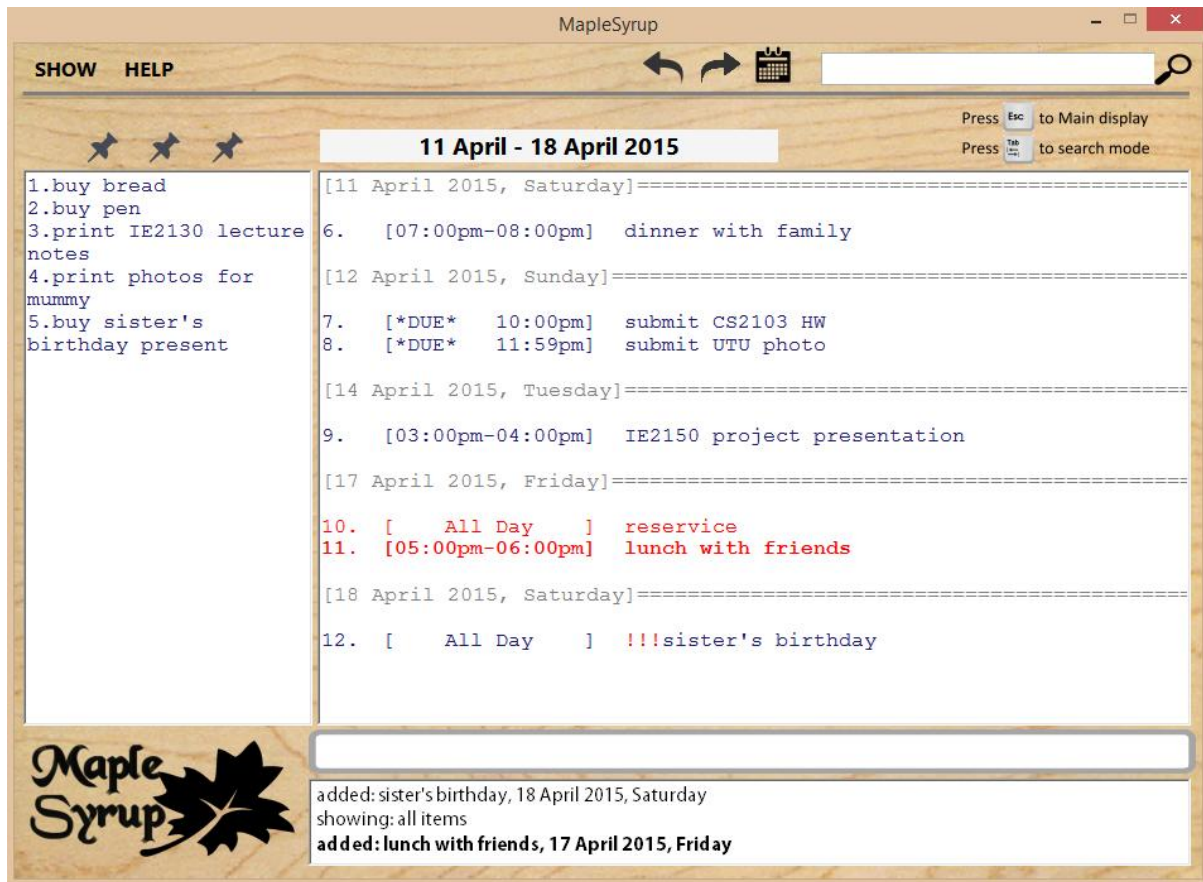 MapleSyrup
SHOW HELP
Press Esc to Main display
Press Tab to search mode
11 April - 18 April 2015
1.buy bread
2.buy pen
3.print IE2130 lecture
notes
4.print photos for
mummy
5.buy sister's
birthday present
[11 April 2015, Saturday]============================================
6. [07:00pm-08:00pm] dinner with family
[12 April 2015, Sunday]==============================================
7. [*DUE* 10:00pm] submit CS2103 HW
8. [*DUE* 11:59pm] submit UTU photo
[14 April 2015, Tuesday]=============================================
9. [03:00pm-04:00pm] IE2150 project presentation
[17 April 2015, Friday]==============================================
10. [ All Day ] reservice
11. [05:00pm-06:00pm] lunch with friends
[18 April 2015, Saturday]============================================
12. [ All Day ] !!!sister's birthday
Maple
Syrup
added: sister's birthday, 18 April 2015, Saturday
showing: all items
added: lunch with friends, 17 April 2015, Friday